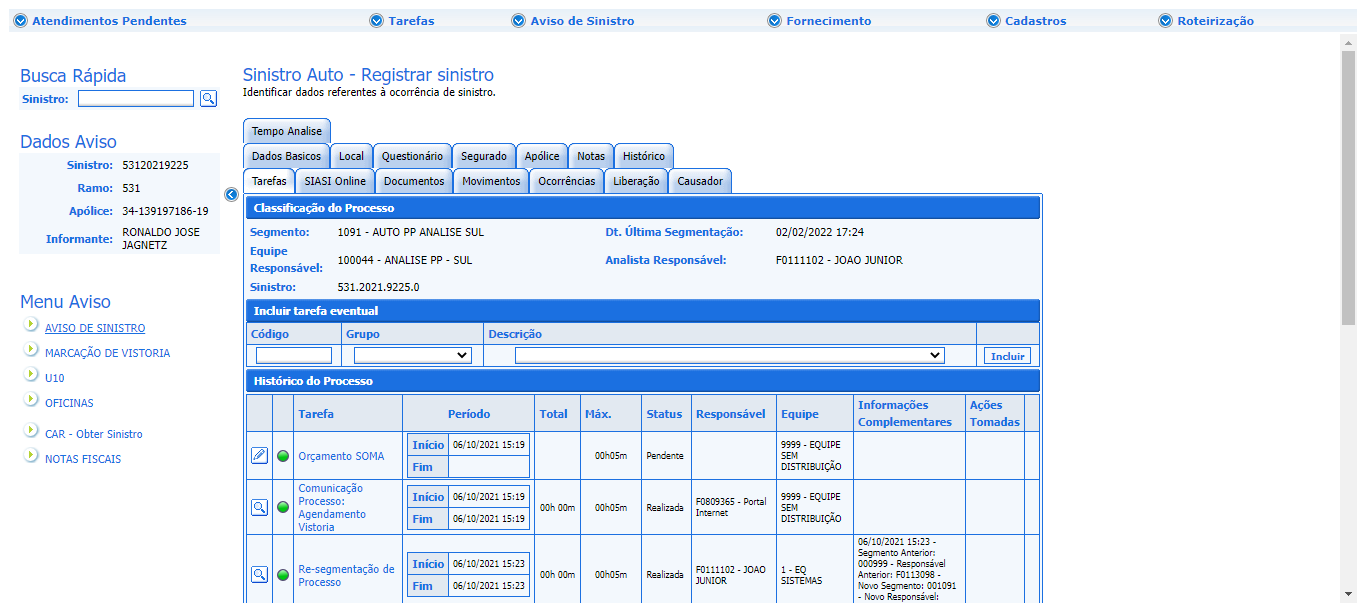 Atendimentos Pendentes Tarefas Aviso de Sinistro Fornecimento Cadastros Roteirização
Busca Rápida
Sinistro:
Dados Aviso
Sinistro: 53120219225
Ramo: 531
Apólice: 34-139197186-19
Informante: RONALDO JOSE
JAGNETZ
Menu Aviso
AVISO DE SINISTRO
MARCAÇÃO DE VISTORIA
U10
OFICINAS
CAR - Obter Sinistro
NOTAS FISCAIS
Sinistro Auto - Registrar sinistro
Identificar dados referentes à ocorrência de sinistro.
Tempo Analise
Dados Basicos Local Questionário Segurado Apólice Notas Histórico
Tarefas SIASI Online Documentos Movimentos Ocorrências Liberação Causador
Classificação do Processo
Segmento: 1091 - AUTO PP ANALISE SUL Dt. Última Segmentação: 02/02/2022 17:24
Equipe
Responsável: 100044 - ANALISE PP - SUL Analista Responsável: F0111102 - JOAO JUNIOR
Sinistro: 531.2021.9225.0
Incluir tarefa eventual
Código Grupo Descrição
Incluir
Histórico do Processo
Tarefa Período Total Máx. Status Responsável Equipe Informações
Complementares Ações
Tomadas
Orçamento SOMA
Início 06/10/2021 15:19
Fim
00h05m Pendente
9999 - EQUIPE
SEM
DISTRIBUIÇÃO
Comunicação
Processo:
Agendamento
Vistoria
Início 06/10/2021 15:19
Fim 06/10/2021 15:19
00h 00m 00h05m Realizada
F0809365 - Portal
Internet
9999 - EQUIPE
SEM
DISTRIBUIÇÃO
Re-segmentação de
Processo
Início 06/10/2021 15:23
Fim 06/10/2021 15:23
00h 00m 00h05m Realizada
F0111102 - JOAO
JUNIOR
1 - EQ
SISTEMAS
06/10/2021 15:23 -
Segmento Anterior:
000999 - Responsável
Anterior: F0113098 -
Novo Segmento: 001091
- Novo Responsável: